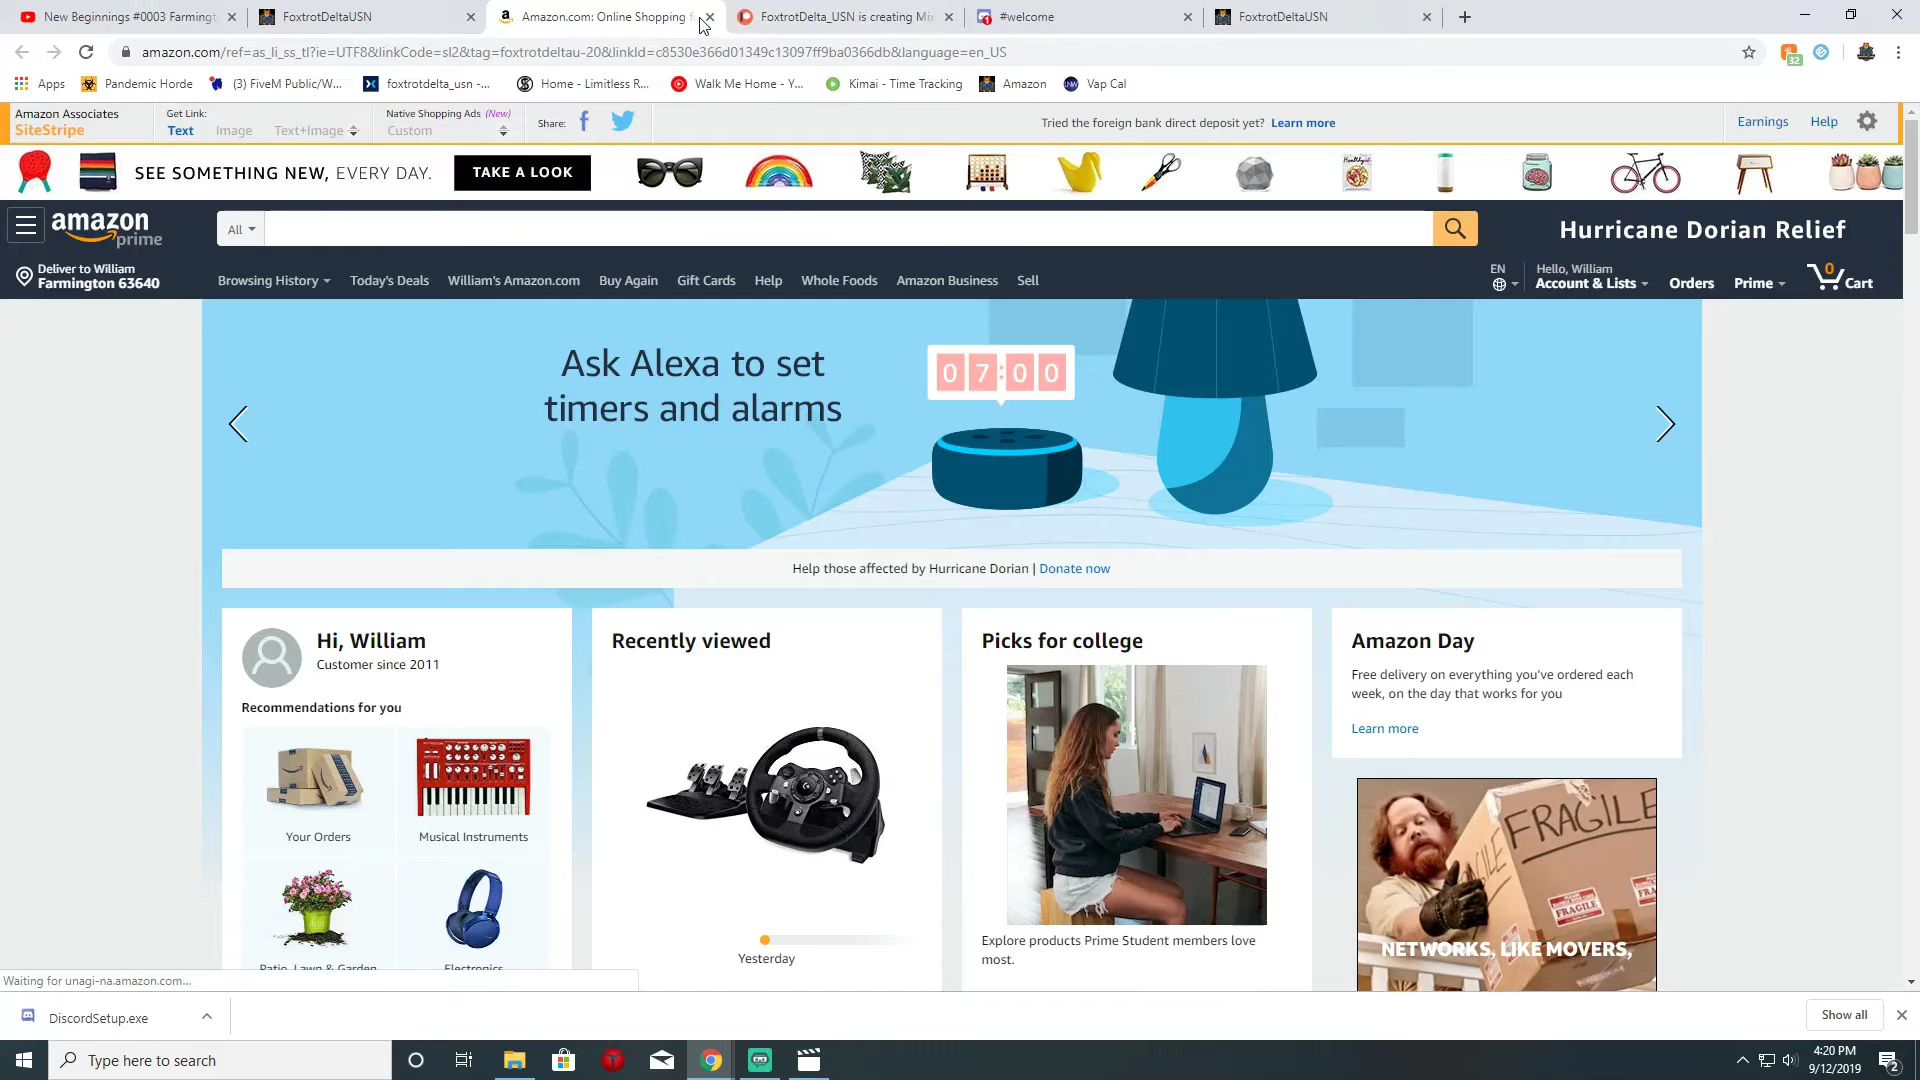 New Beginnings #0003 Farmingt
FoxtrotDeltaUSN
Amazon.com: Online Shopping f
FoxtrotDelta_USN is creating Mix
#welcome
FoxtrotDeltaUSN
amazon.com/ref=as_li_ss_tl?ie=UTF8&linkCode=sl2&tag=foxtrotdeltau-20&linkId=c8530e366d01349c13097ff9ba0366db&language=en_US
32
Apps
Pandemic Horde
(3) FiveM Public/W...
foxtrotdelta_usn -...
Home - Limitless R...
Walk Me Home - Y...
Kimai - Time Tracking
Amazon
Vap Cal
Amazon Associates
SiteStripe
Get Link:
Text
Image
Text+Image
Native Shopping Ads (New)
Custom
Share:
Tried the foreign bank direct deposit yet? Learn more
Earnings
Help
SEE SOMETHING NEW, EVERY DAY.
TAKE A LOOK
amazon
prime
All
Hurricane Dorian Relief
Deliver to William
Farmington 63640
Browsing History
Today's Deals
William's Amazon.com
Buy Again
Gift Cards
Help
Whole Foods
Amazon Business
Sell
EN
Hello, William
Account & Lists
Orders
Prime
0
Cart
Ask Alexa to set
timers and alarms
07:00
Help those affected by Hurricane Dorian | Donate now
Hi, William
Customer since 2011
Recommendations for you
Your Orders
Musical Instruments
Patio, Lawn & Garden
Electronics
Recently viewed
Yesterday
Picks for college
Explore products Prime Student members love
most.
Amazon Day
Free delivery on everything you've ordered each
week, on the day that works for you
Learn more
FRAGILE
FRAGILE
FRAGILE
NETWORKS, LIKE MOVERS,
Waiting for unagi-na.amazon.com...
DiscordSetup.exe
Show all
Type here to search
4:20 PM
9/12/2019
2